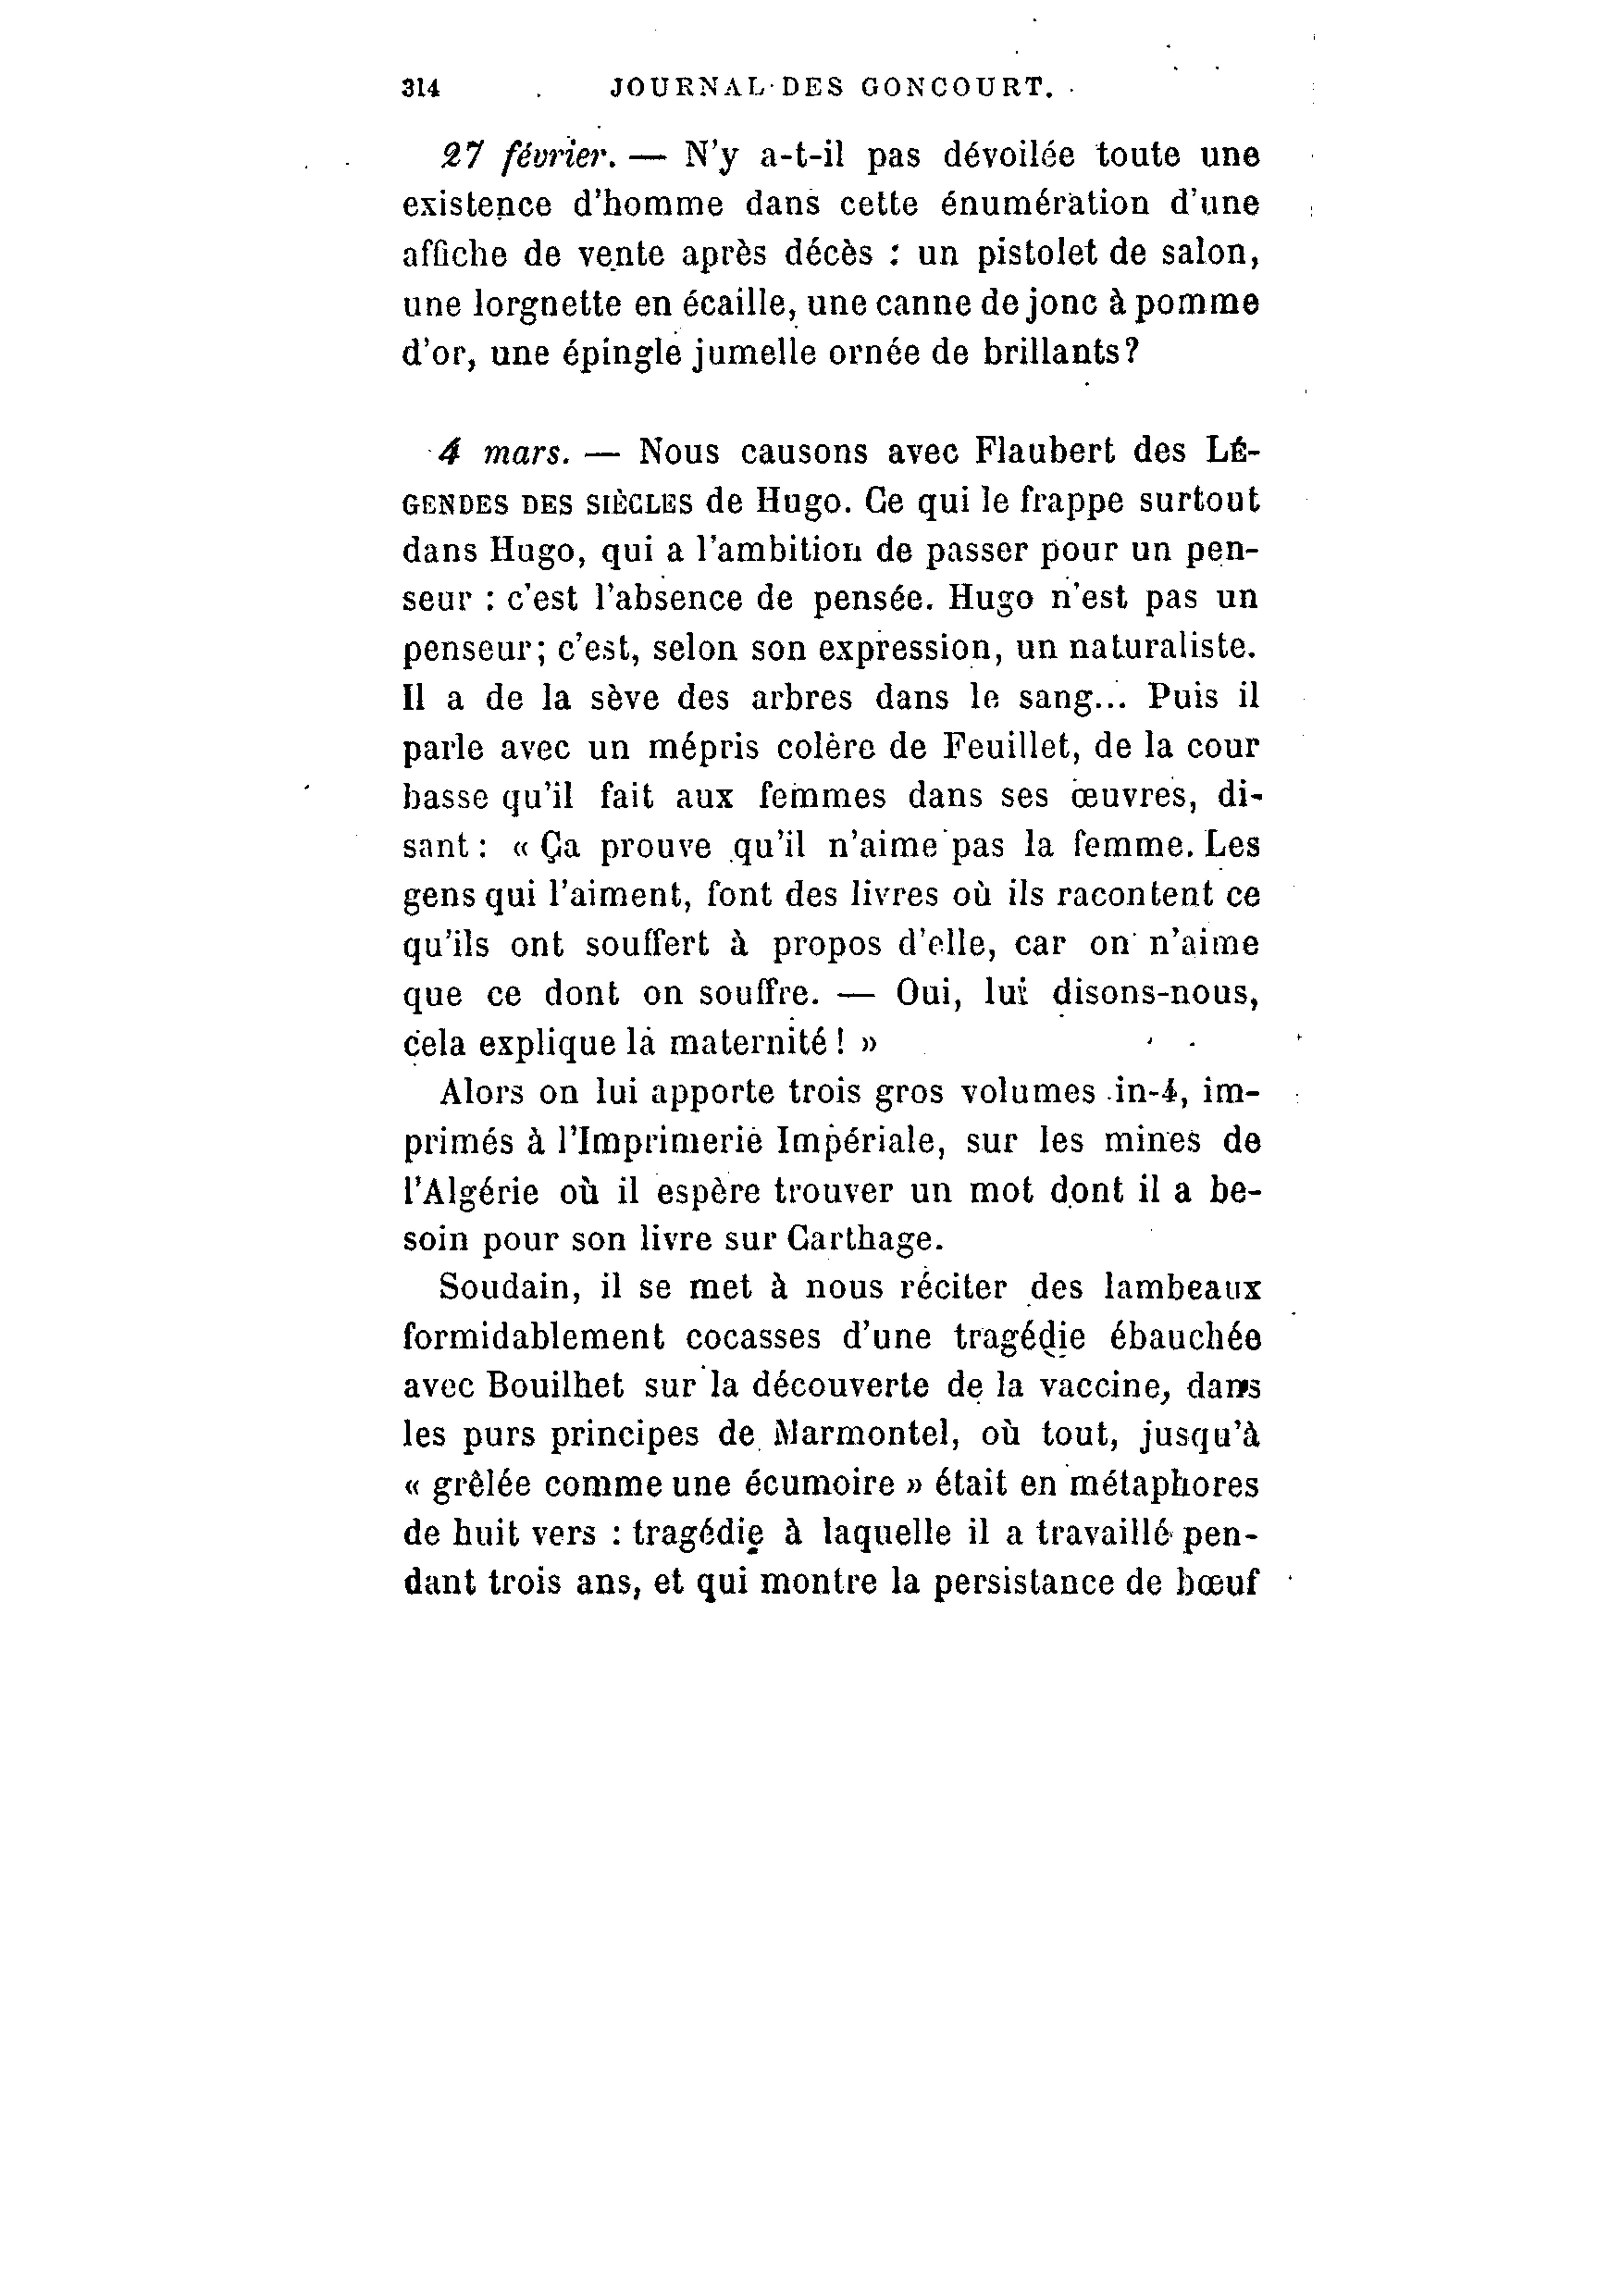 314 JOURNAL DES GONCOURT.
27 février. — N'y a-t-il pas dévoilée toute une
existence d'homme dans cette énumération d'une
affiche de vente après décès : un pistolet de salon,
une lorgnette en écaille, une canne de jonc à pomme
d'or, une épingle jumelle ornée de brillants?
4 mars. — Nous causons avec Flaubert des LÉ-
GENDES DES SIÈCLES de Hugo. Ce qui le frappe surtout
dans Hugo, qui a l'ambition de passer pour un pen-
seur : c'est l'absence de pensée. Hugo n'est pas un
penseur; c'est, selon son expression, un naturaliste.
Il a de la sève des arbres dans le sang... Puis il
parle avec un mépris colère de Feuillet, de la cour
basse qu'il fait aux femmes dans ses œuvres, di-
sant : « Ça prouve qu'il n'aime pas la femme. Les
gens qui l'aiment, font des livres où ils racontent ce
qu'ils ont souffert à propos d'elle, car on n'aime
que ce dont on souffre. — Oui, lui disons-nous,
cela explique la maternité ! »
Alors on lui apporte trois gros volumes in-4, im-
primés à l'Imprimerie Impériale, sur les mines de
l'Algérie où il espère trouver un mot dont il a be-
soin pour son livre sur Carthage.
Soudain, il se met à nous réciter des lambeaux
formidablement cocasses d'une tragédie ébauchée
avec Bouilhet sur la découverte de la vaccine, dans
les purs principes de Marmontel, où tout, jusqu'à
« grêlée comme une écumoire » était en métaphores
de huit vers : tragédie à laquelle il a travaillé pen-
dant trois ans, et qui montre la persistance de bœuf